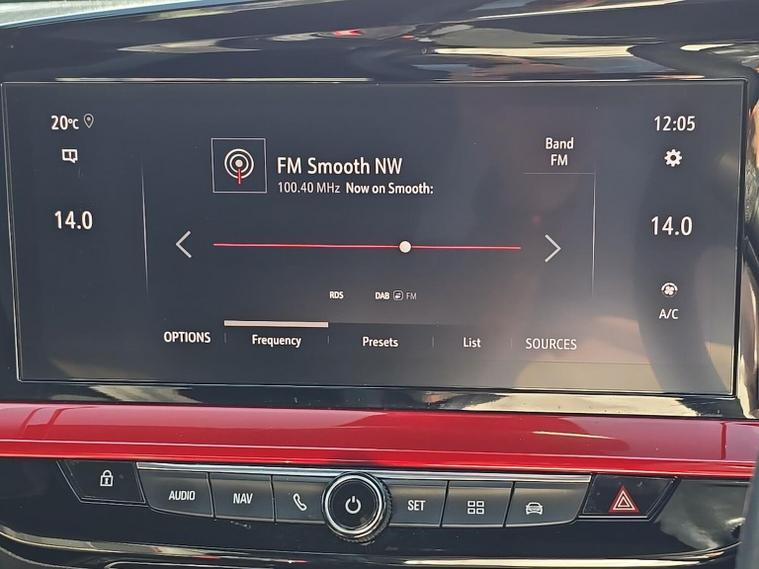 20°C
12:05
FM Smooth NW
100.40 MHz Now on Smooth:
Band
FM
14.0
14.0
RDS
DAB FM
A/C
OPTIONS
Frequency
Presets
List
SOURCES
AUDIO
NAV
SET